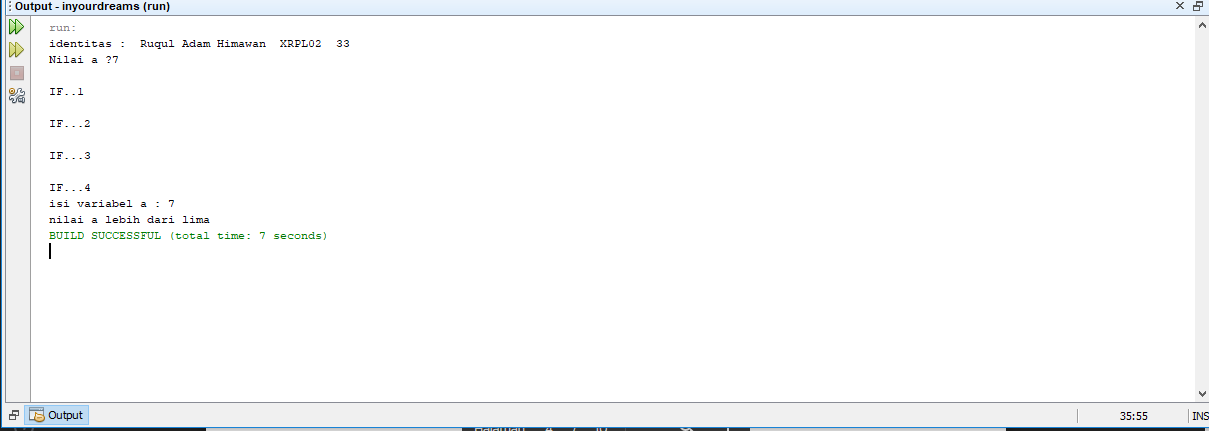 Output - inyourdreams (run)
run:
identitas :  Ruqul Adam Himawan  XRPL02  33
Nilai a ?7
IF..1
IF...2
IF...3
IF...4
isi variabel a : 7
nilai a lebih dari lima
BUILD SUCCESSFUL (total time: 7 seconds)
Output
35:55
INS